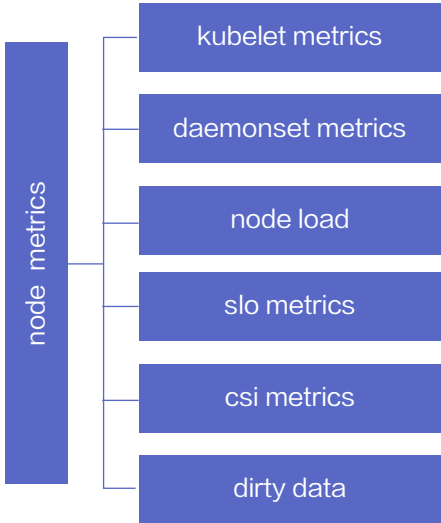 node metrics
kubelet metrics
daemonset metrics
node load
slo metrics
csi metrics
dirty data